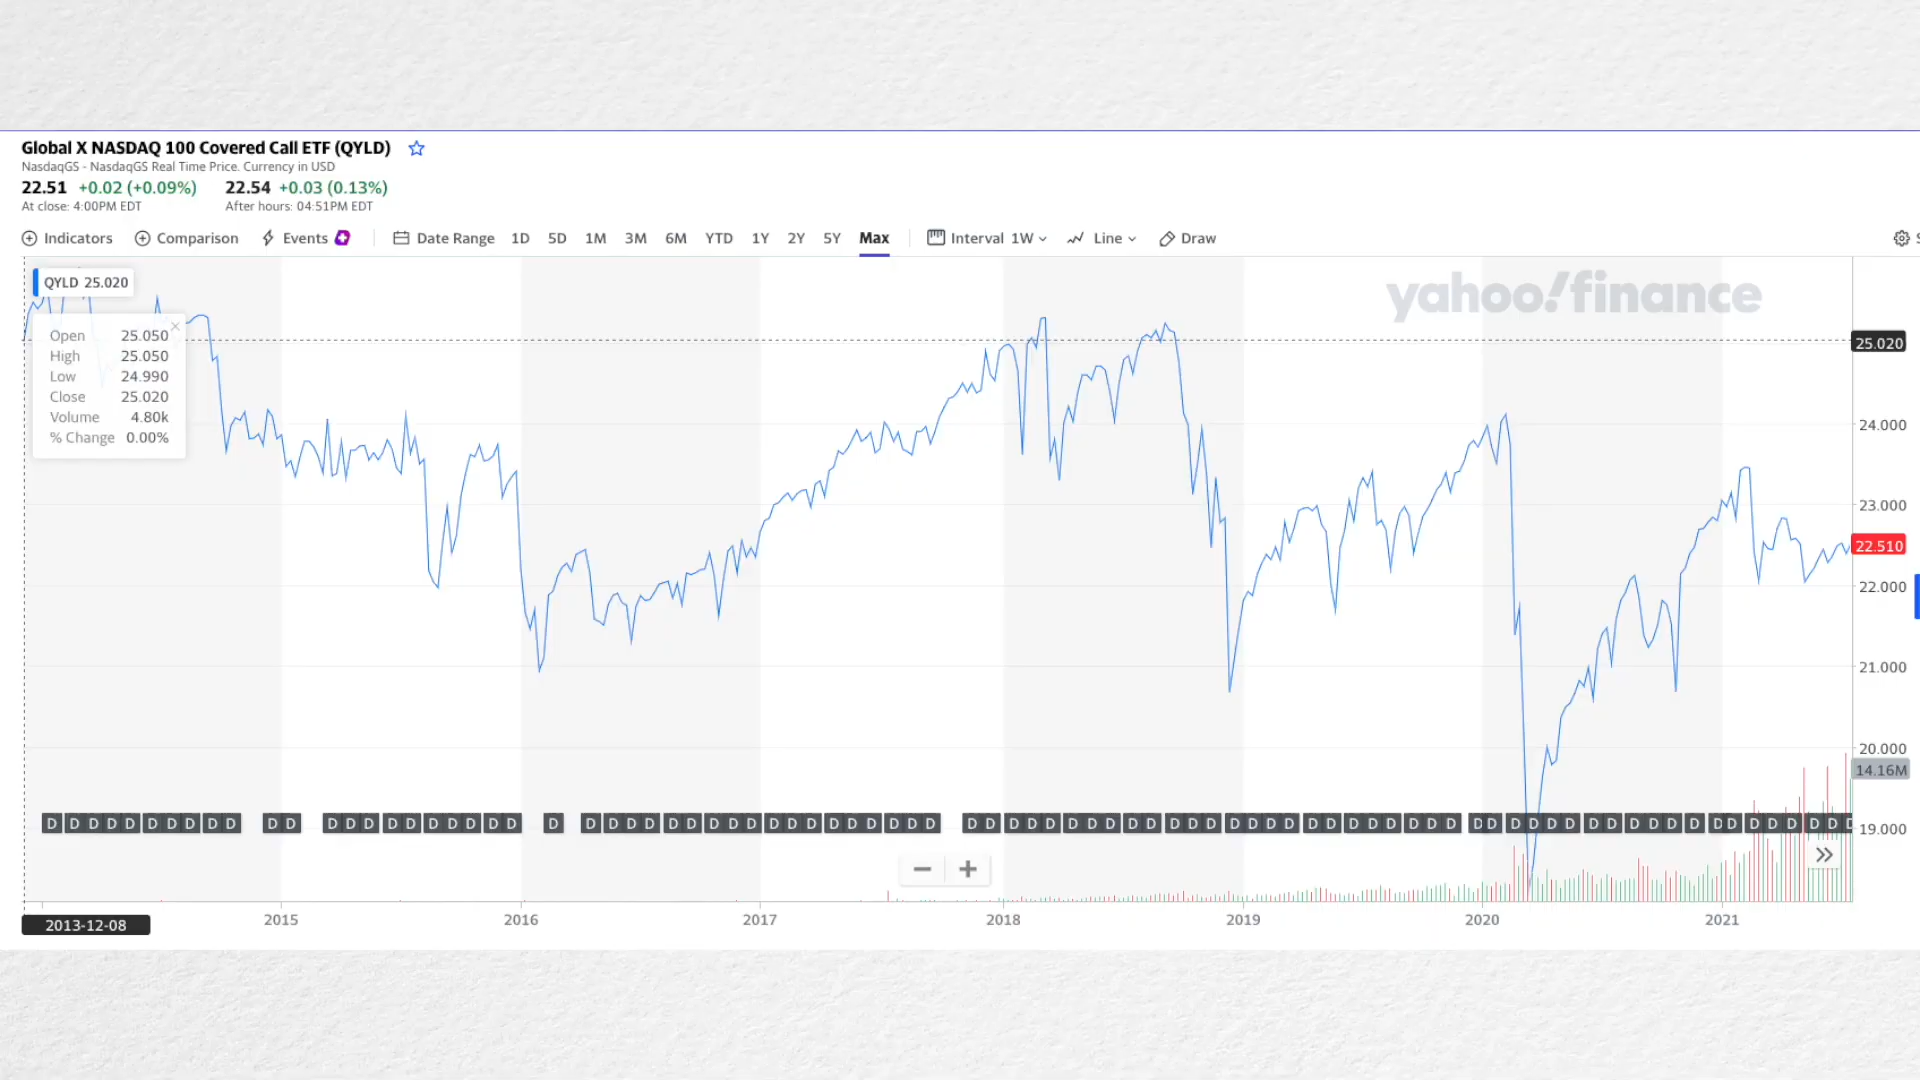 Global X NASDAQ 100 Covered Call ETF (QYLD)
NasdaqGS - NasdaqGS Real Time Price. Currency in USD
22.51 +0.02 (+0.09%) 22.54 +0.03 (0.13%)
At close: 4:00PM EDT After hours: 04:51PM EDT
Indicators Comparison Events Date Range 1D 5D 1M 3M 6M YTD 1Y 2Y 5Y Max Interval 1W Line Draw S
QYLD 25.020
yahoo!finance
Open 25.050
High 25.050
Low 24.990
Close 25.020
Volume 4.80k
% Change 0.00%
25.020
24.000
23.000
22.510
22.000
21.000
20.000
14.16M
19.000
D D D D D D D D D D D D D D D D D D D D D D D D D D D D D D D D D D D D D D D D D D D D D D D D D D D D D D D D D D D D D D D D D D D D D D D D D D D D D D D D D D D D D D D D D
2013-12-08 2015 2016 2017 2018 2019 2020 2021